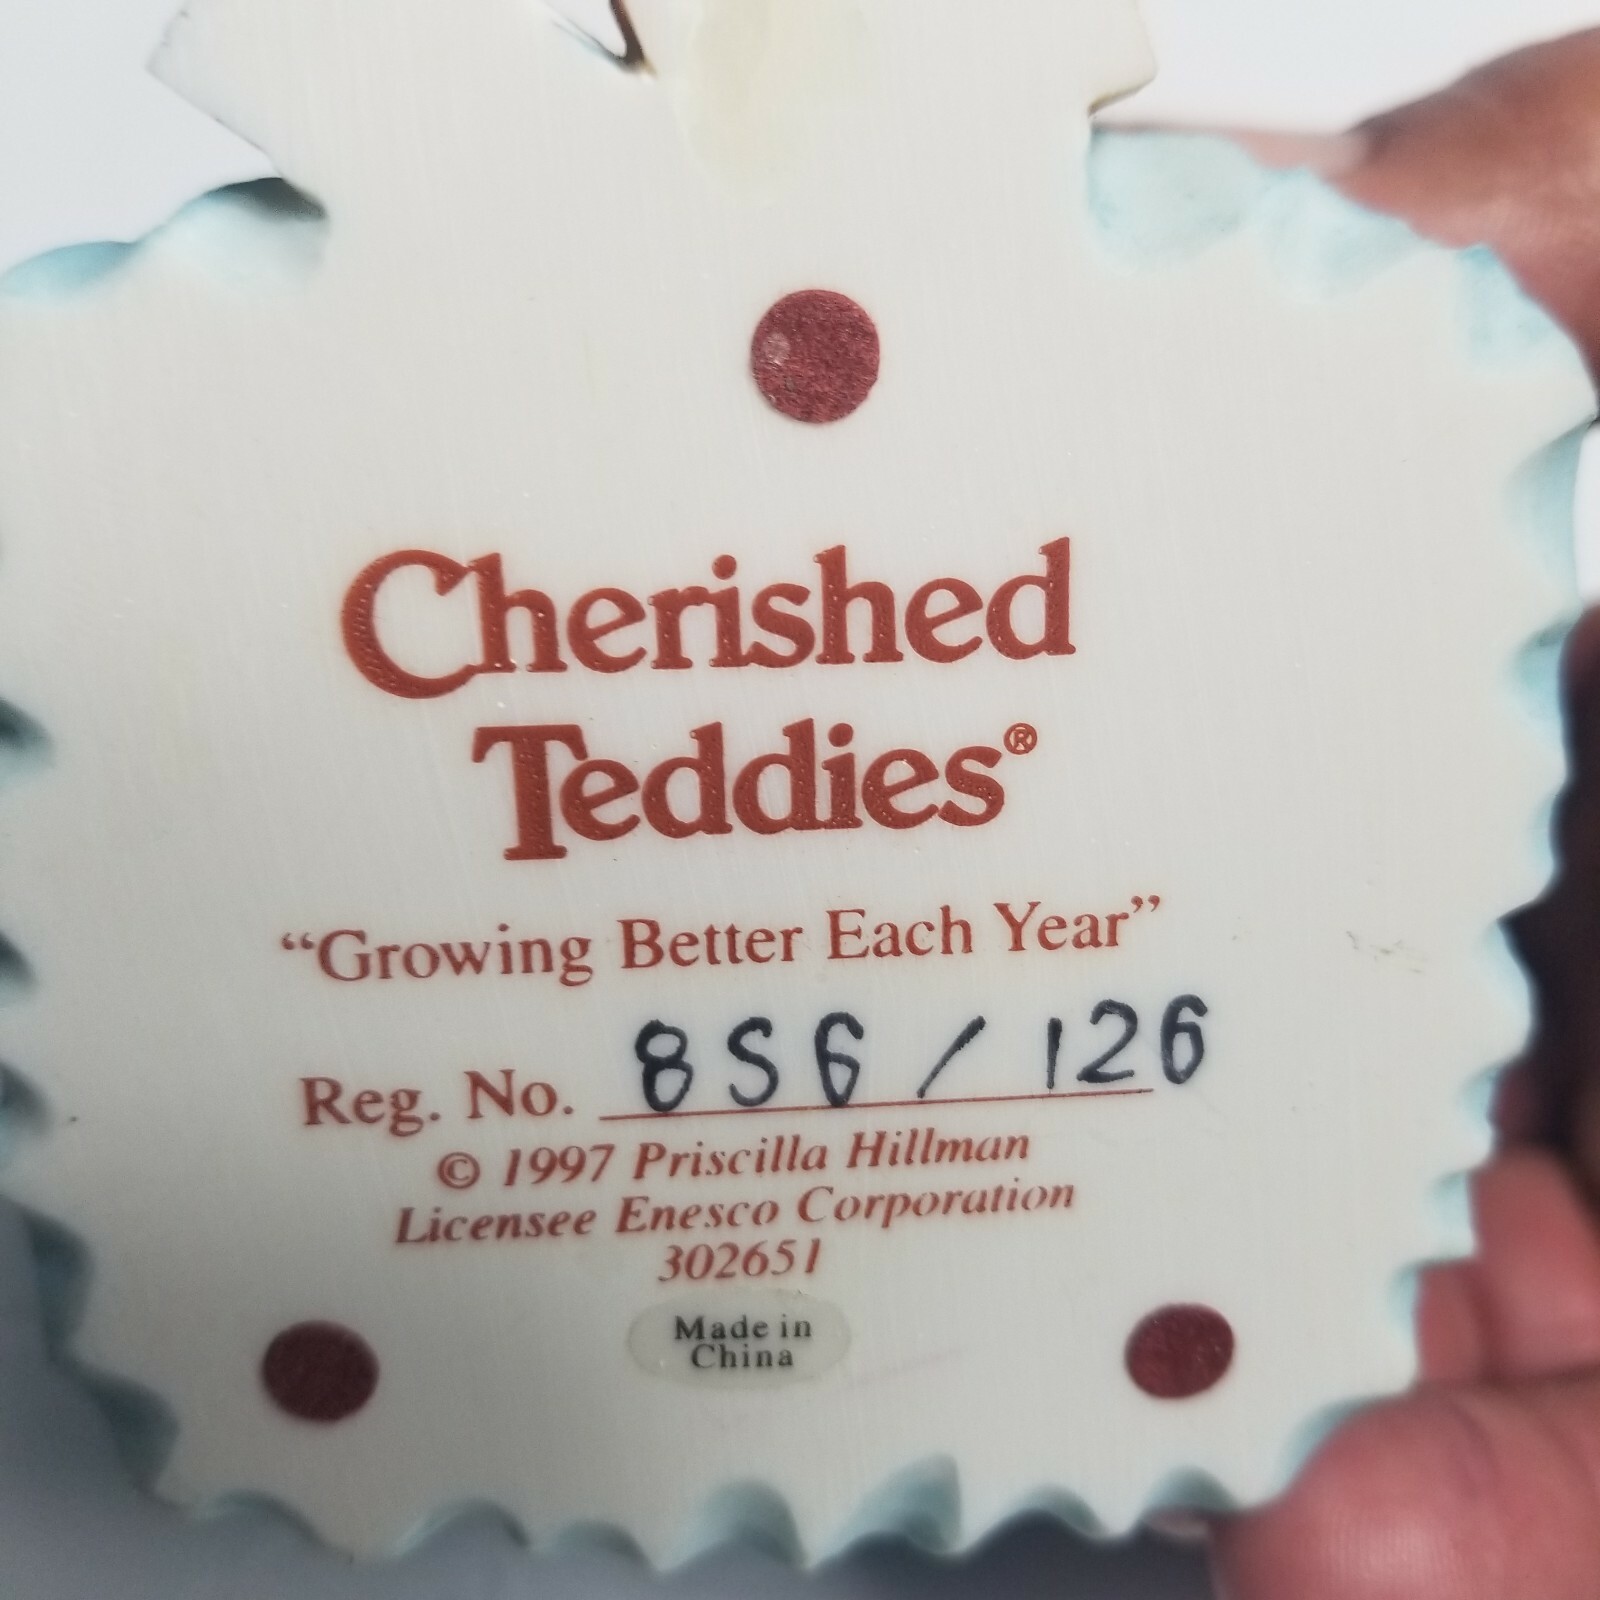 Cherished
Teddies®
“Growing Better Each Year”
Reg. No. 8S6 / 126
© 1997 Priscilla Hillman
Licensee Enesco Corporation
302651
Made in
China